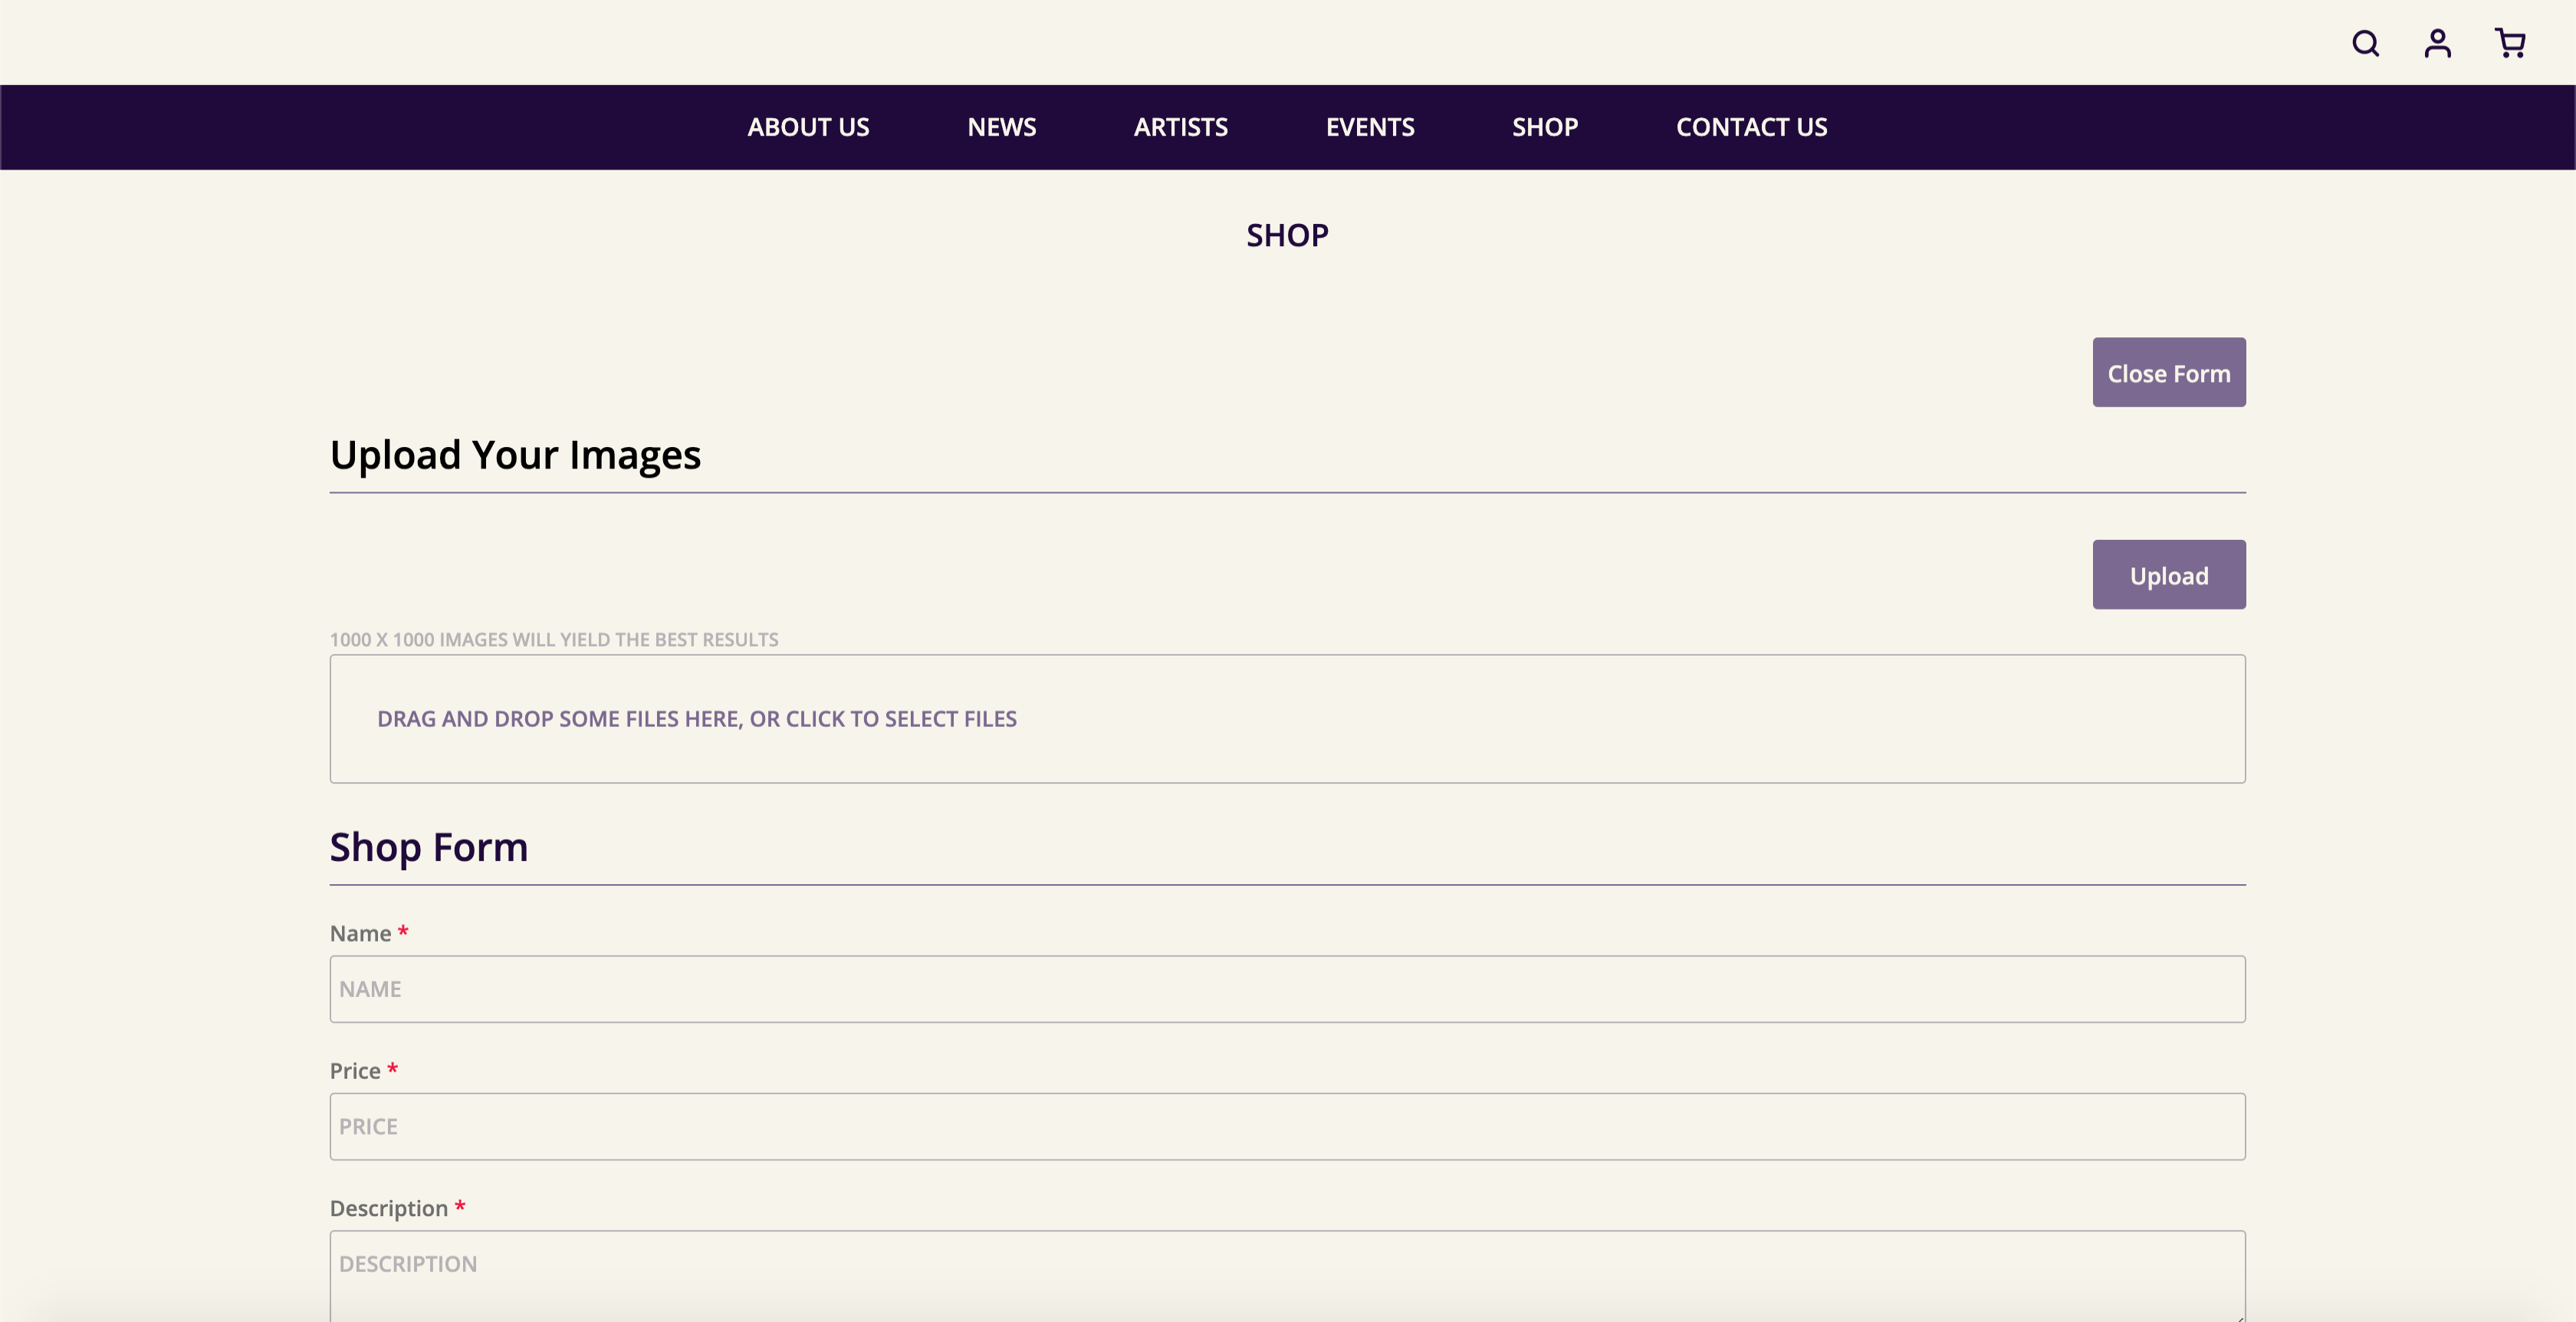 ABOUT US NEWS ARTISTS EVENTS SHOP CONTACT US
SHOP
Close Form
Upload Your Images
Upload
1000 X 1000 IMAGES WILL YIELD THE BEST RESULTS
DRAG AND DROP SOME FILES HERE, OR CLICK TO SELECT FILES
Shop Form
Name *
NAME
Price *
PRICE
Description *
DESCRIPTION